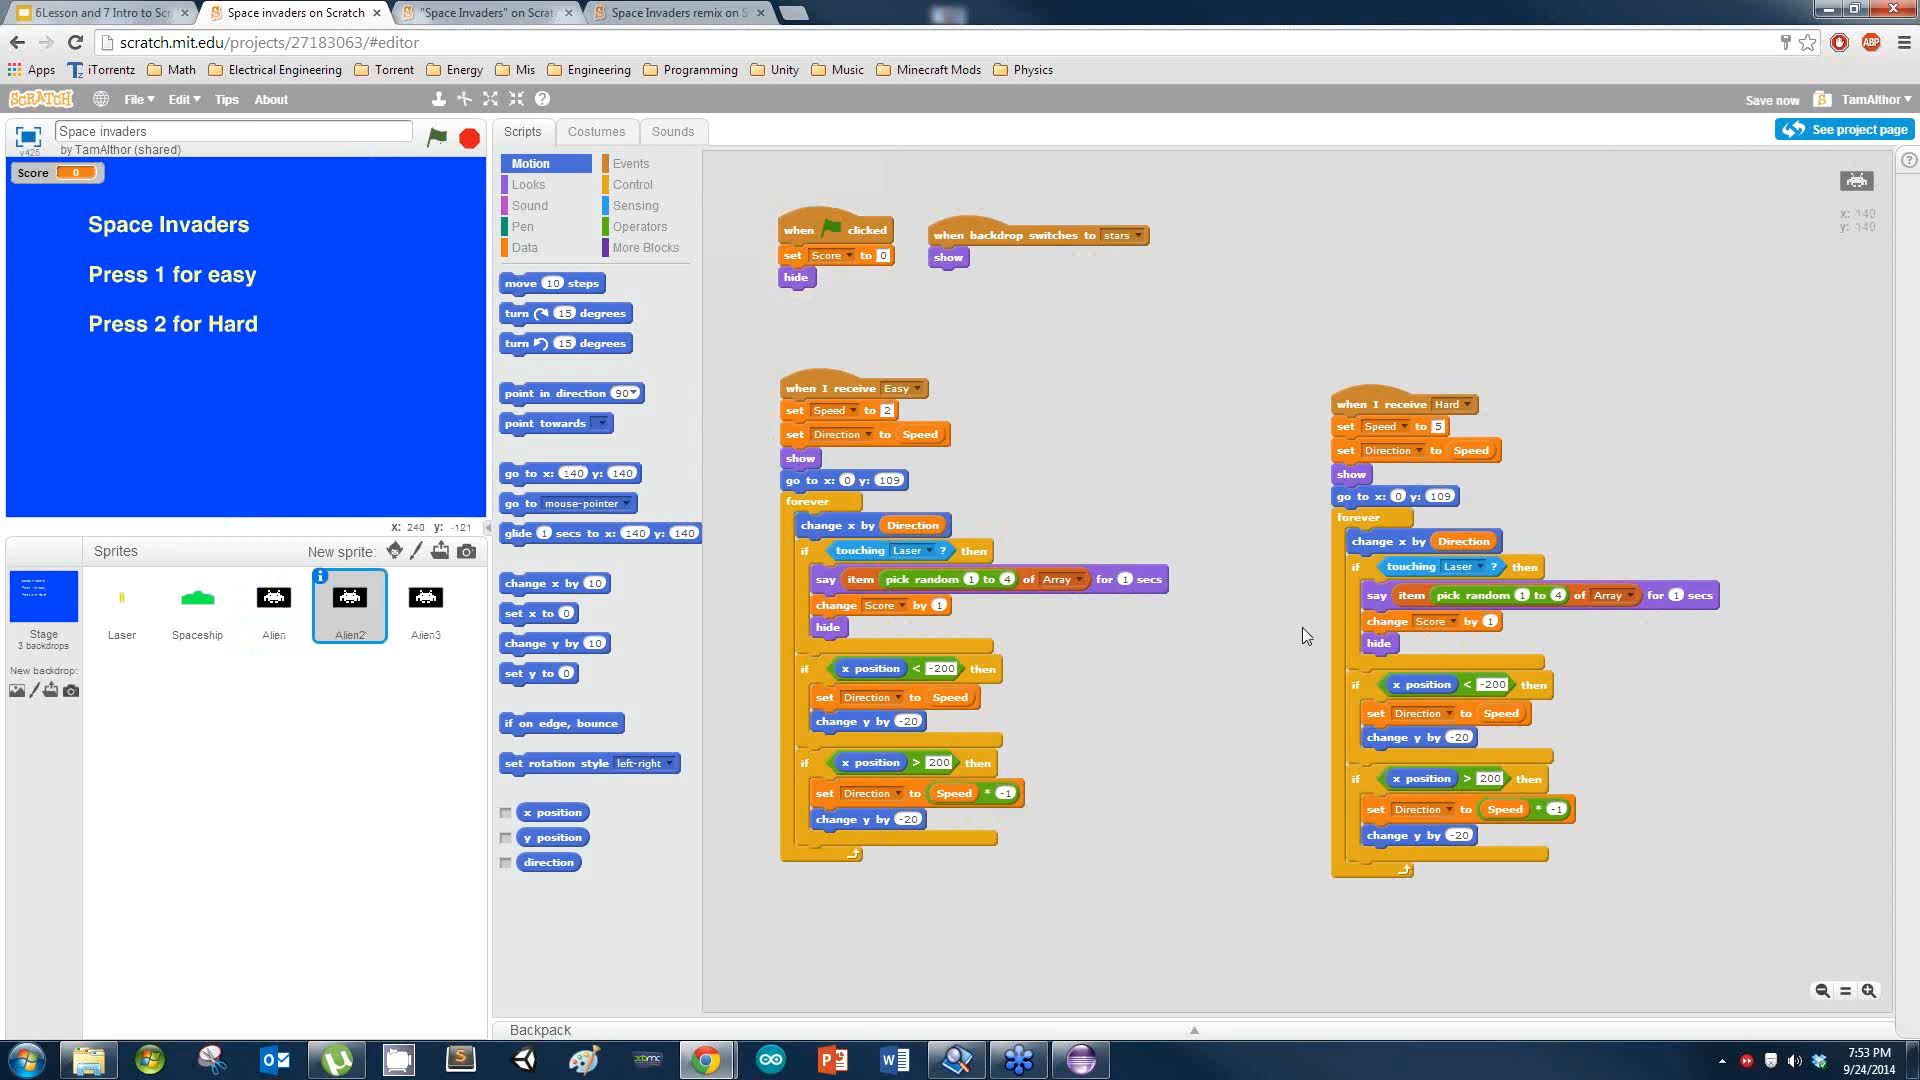 6Lesson and 7 Intro to Scr
Space invaders on Scratch
"Space Invaders" on Scrat
Space Invaders remix on S
scratch.mit.edu/projects/27183063/#editor
Apps
iTorrentz
Math
Electrical Engineering
Torrent
Energy
Mis
Engineering
Programming
Unity
Music
Minecraft Mods
Physics
SCRATCH
File
Edit
Tips
About
Save now
TamAlthor
Space invaders
by TamAlthor (shared)
v425
Scripts
Costumes
Sounds
See project page
Score 0
Space Invaders
Press 1 for easy
Press 2 for Hard
x: 240 y: -121
Sprites
New sprite:
Stage
3 backdrops
New backdrop:
Laser
Spaceship
Alien
Alien2
Alien3
Motion
Looks
Sound
Pen
Data
Events
Control
Sensing
Operators
More Blocks
move 10 steps
turn 15 degrees
turn 15 degrees
point in direction 90
point towards
go to x: 140 y: 140
go to mouse-pointer
glide 1 secs to x: 140 y: 140
change x by 10
set x to 0
change y by 10
set y to 0
if on edge, bounce
set rotation style left-right
x position
y position
direction
x: 140
y: 140
when clicked
set Score to 0
hide
when backdrop switches to stars
show
when I receive Easy
set Speed to 2
set Direction to Speed
show
go to x: 0 y: 109
forever
change x by Direction
if touching Laser ? then
say item pick random 1 to 4 of Array for 1 secs
change Score by 1
hide
if x position < -200 then
set Direction to Speed
change y by -20
if x position > 200 then
set Direction to Speed * -1
change y by -20
when I receive Hard
set Speed to 5
set Direction to Speed
show
go to x: 0 y: 109
forever
change x by Direction
if touching Laser ? then
say item pick random 1 to 4 of Array for 1 secs
change Score by 1
hide
if x position < -200 then
set Direction to Speed
change y by -20
if x position > 200 then
set Direction to Speed * -1
change y by -20
Backpack
7:53 PM
9/24/2014